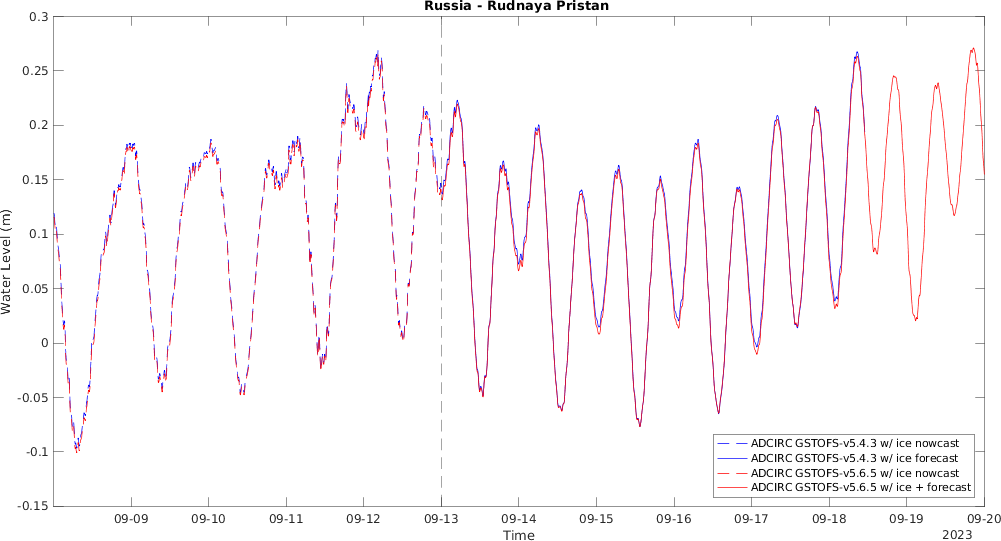 Russia - Rudnaya Pristan
0.3
0.25
0.2
0.15
0.1
0.05
0
-0.05
-0.1
-0.15
Water Level (m)
ADCIRC GSTOFS-v5.4.3 w/ ice nowcast
ADCIRC GSTOFS-v5.4.3 w/ ice forecast
ADCIRC GSTOFS-v5.6.5 w/ ice nowcast
ADCIRC GSTOFS-v5.6.5 w/ ice + forecast
09-09 09-10 09-11 09-12 09-13 09-14 09-15 09-16 09-17 09-18 09-19 09-20
Time
2023